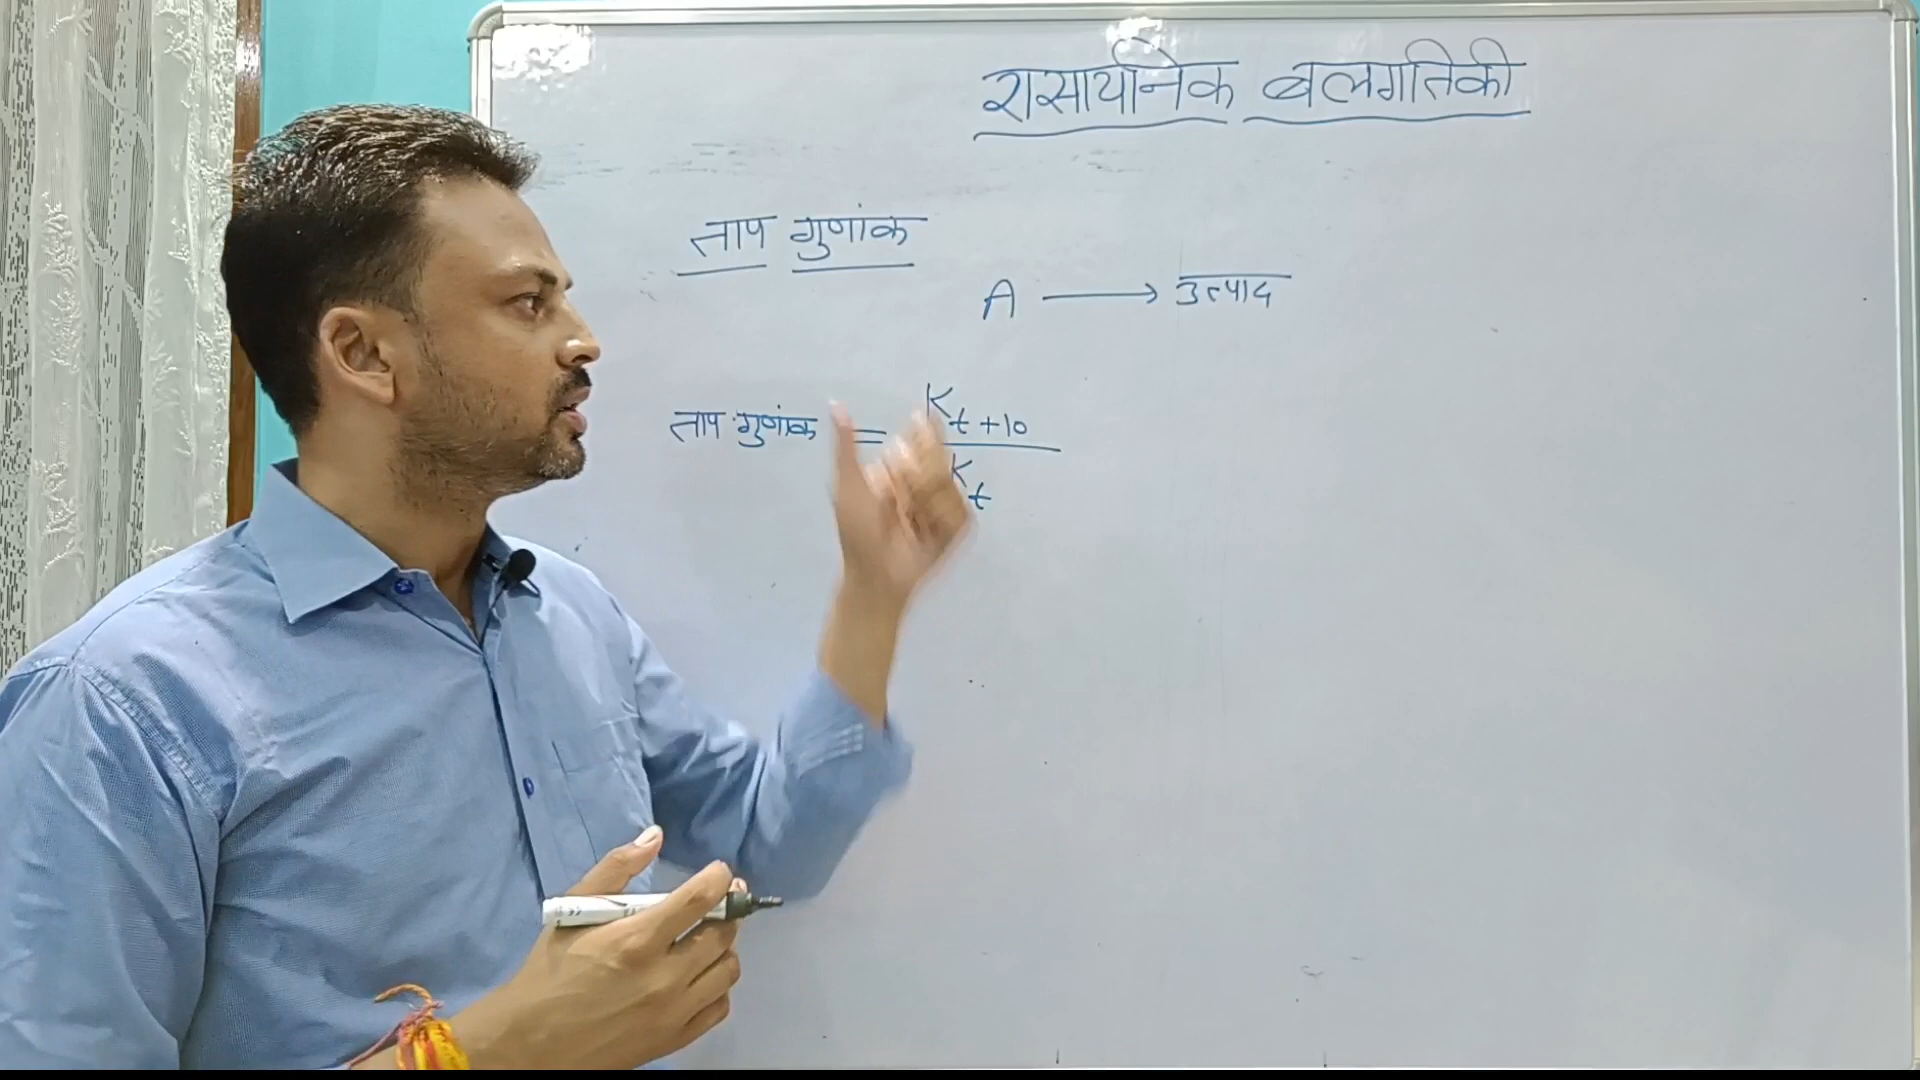 रासायनिक बलगतिकी
ताप गुणांक
A ⟶ उत्पाद
ताप गुणांक = K_{t+10} / K_t